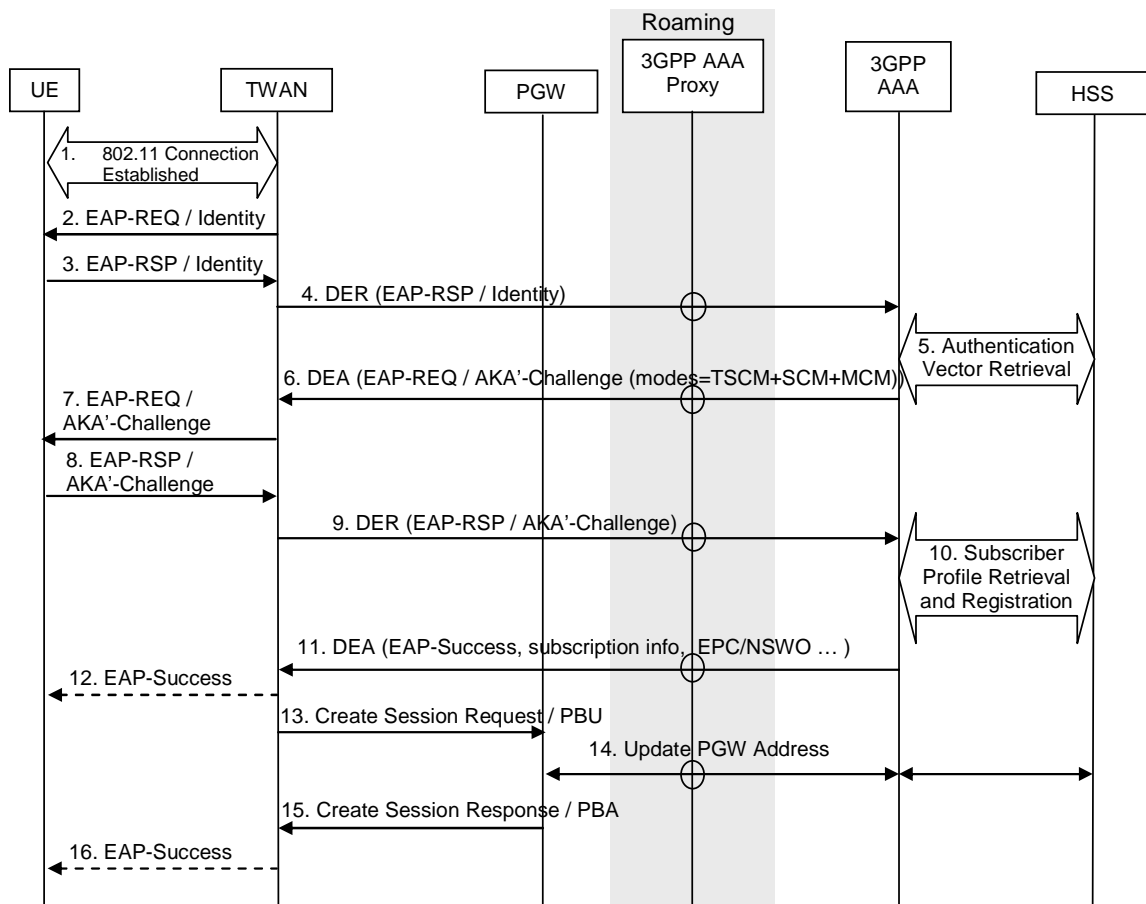 Roaming
UE
TWAN
PGW
3GPP AAA
Proxy
3GPP
AAA
HSS
1. 802.11 Connection
Established
2. EAP-REQ / Identity
3. EAP-RSP / Identity
4. DER (EAP-RSP / Identity)
5. Authentication
Vector Retrieval
6. DEA (EAP-REQ / AKA'-Challenge (modes=TSCM+SCM+MCM))
7. EAP-REQ /
AKA'-Challenge
8. EAP-RSP /
AKA'-Challenge
9. DER (EAP-RSP / AKA'-Challenge)
10. Subscriber
Profile Retrieval
and Registration
11. DEA (EAP-Success, subscription info, EPC/NSWO … )
12. EAP-Success
13. Create Session Request / PBU
14. Update PGW Address
15. Create Session Response / PBA
16. EAP-Success